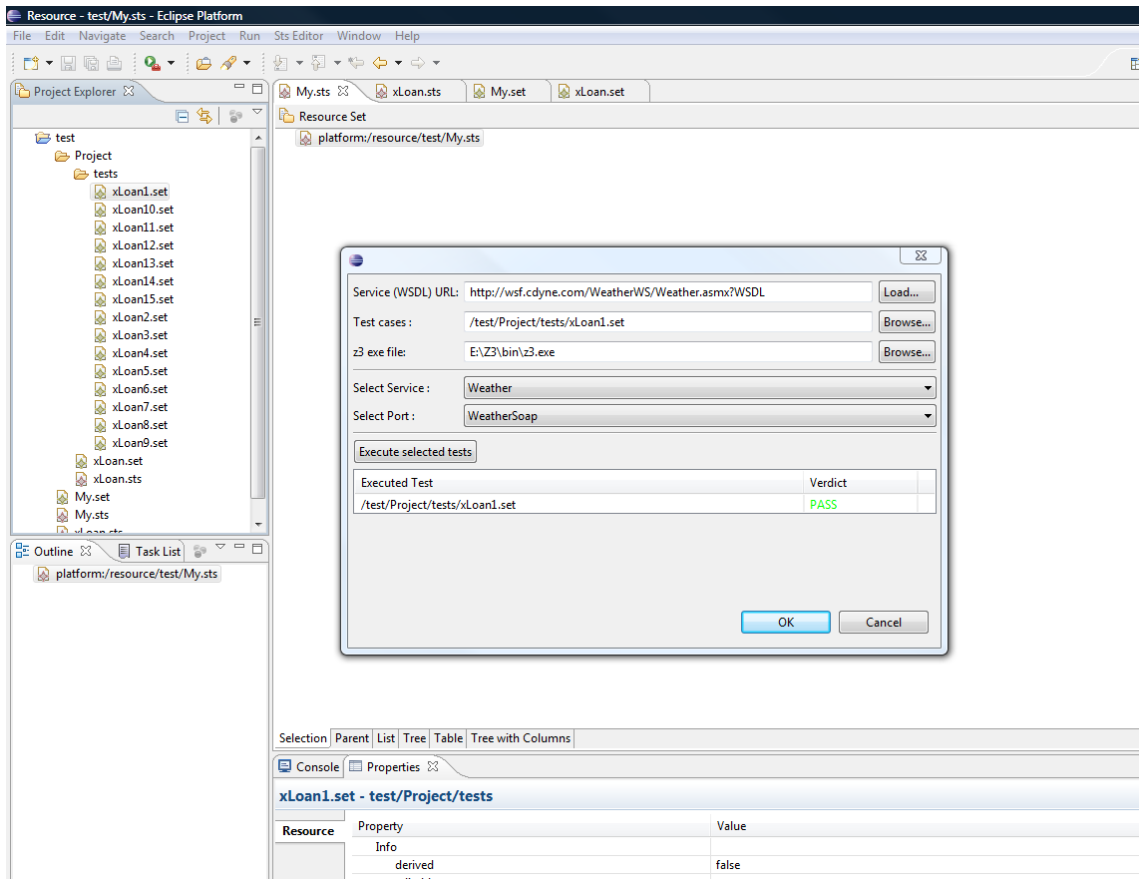 Resource - test/My.sts - Eclipse Platform
File Edit Navigate Search Project Run Sts Editor Window Help
Project Explorer
test
Project
tests
xLoan1.set
xLoan10.set
xLoan11.set
xLoan12.set
xLoan13.set
xLoan14.set
xLoan15.set
xLoan2.set
xLoan3.set
xLoan4.set
xLoan5.set
xLoan6.set
xLoan7.set
xLoan8.set
xLoan9.set
xLoan.set
xLoan.sts
My.set
My.sts
xLoan.sts
Outline Task List
platform:/resource/test/My.sts
My.sts xLoan.sts My.set xLoan.set
Resource Set
platform:/resource/test/My.sts
Service (WSDL) URL: http://wsf.cdyne.com/WeatherWS/Weather.asmx?WSDL Load...
Test cases : /test/Project/tests/xLoan1.set Browse...
z3 exe file: E:\Z3\bin\z3.exe Browse...
Select Service : Weather
Select Port : WeatherSoap
Execute selected tests
Executed Test Verdict
/test/Project/tests/xLoan1.set PASS
OK Cancel
Selection Parent List Tree Table Tree with Columns
Console Properties
xLoan1.set - test/Project/tests
Resource Property Value
Info
derived false